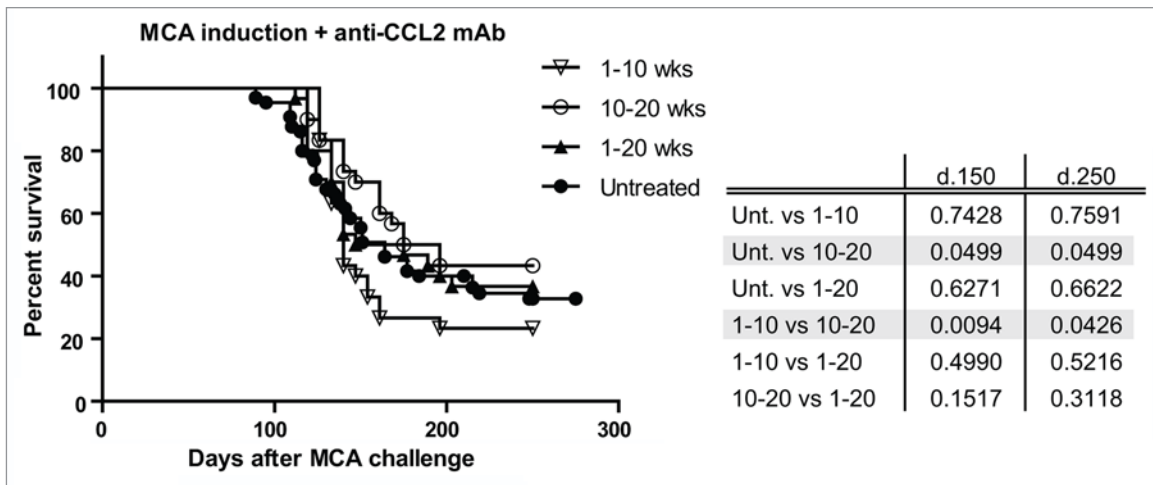 MCA induction + anti-CCL2 mAb
1-10 wks
10-20 wks
1-20 wks
Untreated
Percent survival
100
80
60
40
20
0
0 100 200 300
Days after MCA challenge
d.150 d.250
Unt. vs 1-10 0.7428 0.7591
Unt. vs 10-20 0.0499 0.0499
Unt. vs 1-20 0.6271 0.6622
1-10 vs 10-20 0.0094 0.0426
1-10 vs 1-20 0.4990 0.5216
10-20 vs 1-20 0.1517 0.3118